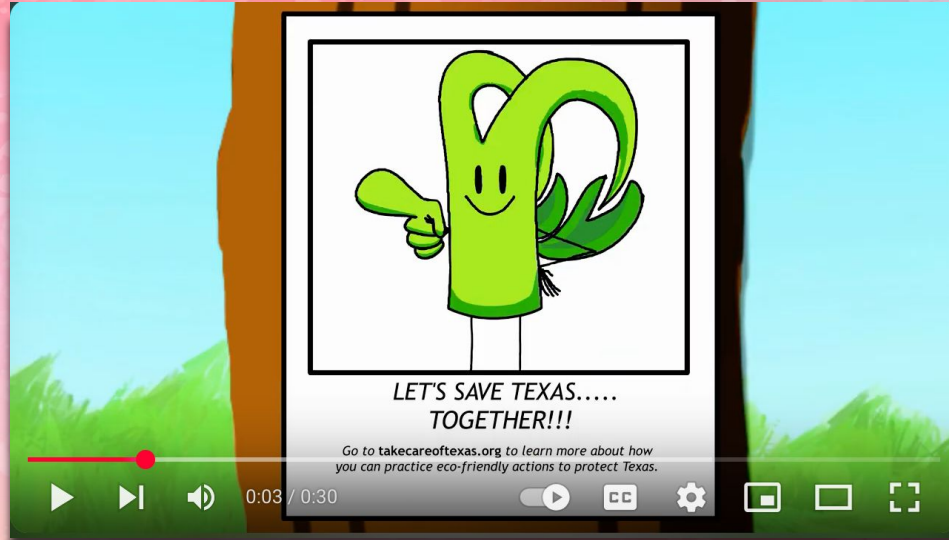 LET'S SAVE TEXAS.....
TOGETHER!!!
Go to takecareoftexas.org to learn more about how
you can practice eco-friendly actions to protect Texas.
0:03 / 0:30
CC